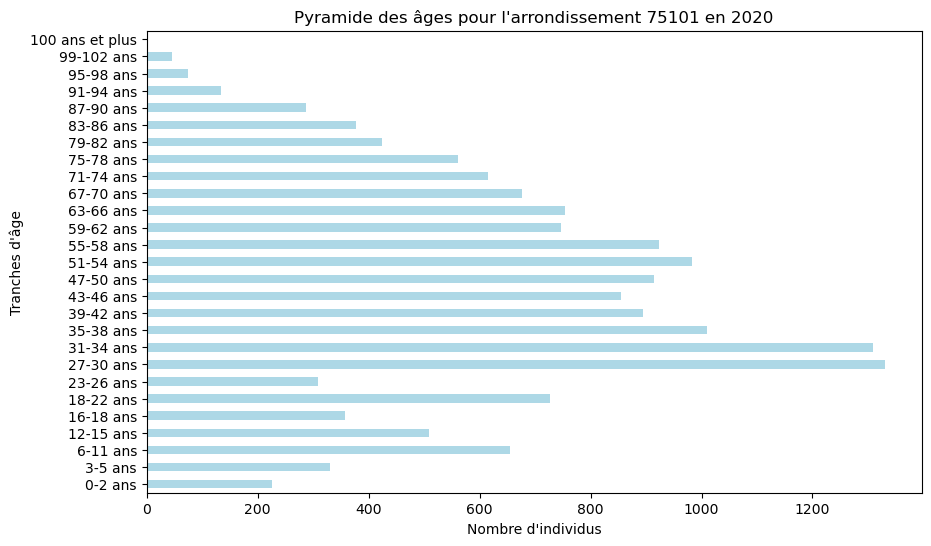 Pyramide des âges pour l'arrondissement 75101 en 2020
100 ans et plus
99-102 ans
95-98 ans
91-94 ans
87-90 ans
83-86 ans
79-82 ans
75-78 ans
71-74 ans
67-70 ans
63-66 ans
59-62 ans
55-58 ans
51-54 ans
47-50 ans
43-46 ans
39-42 ans
35-38 ans
31-34 ans
27-30 ans
23-26 ans
18-22 ans
16-18 ans
12-15 ans
6-11 ans
3-5 ans
0-2 ans
Tranches d'âge
0 200 400 600 800 1000 1200
Nombre d'individus